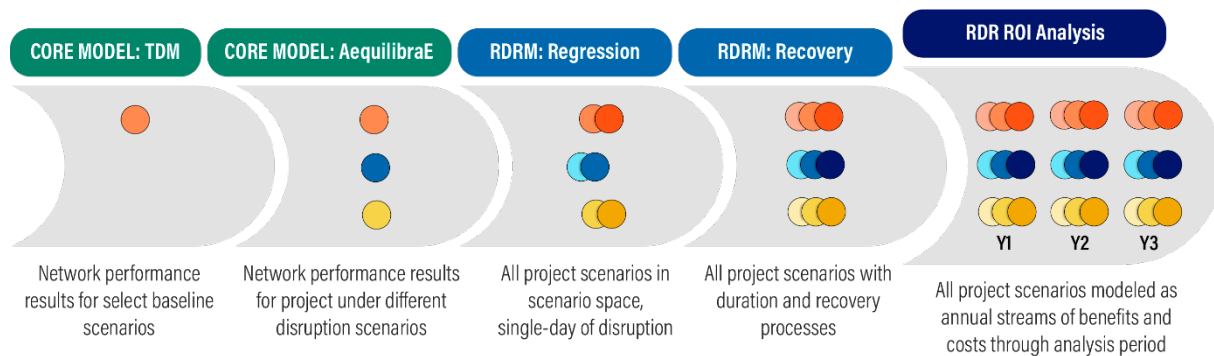 CORE MODEL: TDM
CORE MODEL: AequilibraE
RDRM: Regression
RDRM: Recovery
RDR ROI Analysis
Y1
Y2
Y3
Network performance
results for select baseline
scenarios
Network performance results
for project under different
disruption scenarios
All project scenarios in
scenario space,
single-day of disruption
All project scenarios with
duration and recovery
processes
All project scenarios modeled as
annual streams of benefits and
costs through analysis period